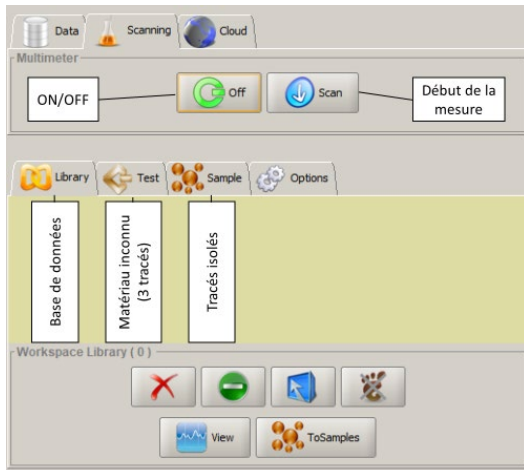 Data
Scanning
Cloud
Multimeter
ON/OFF
Off
Scan
Début de la
mesure
Library
Test
Sample
Options
Base de données
Matériau inconnu
(3 tracés)
Tracés isolés
Workspace Library ( 0 )
View
ToSamples